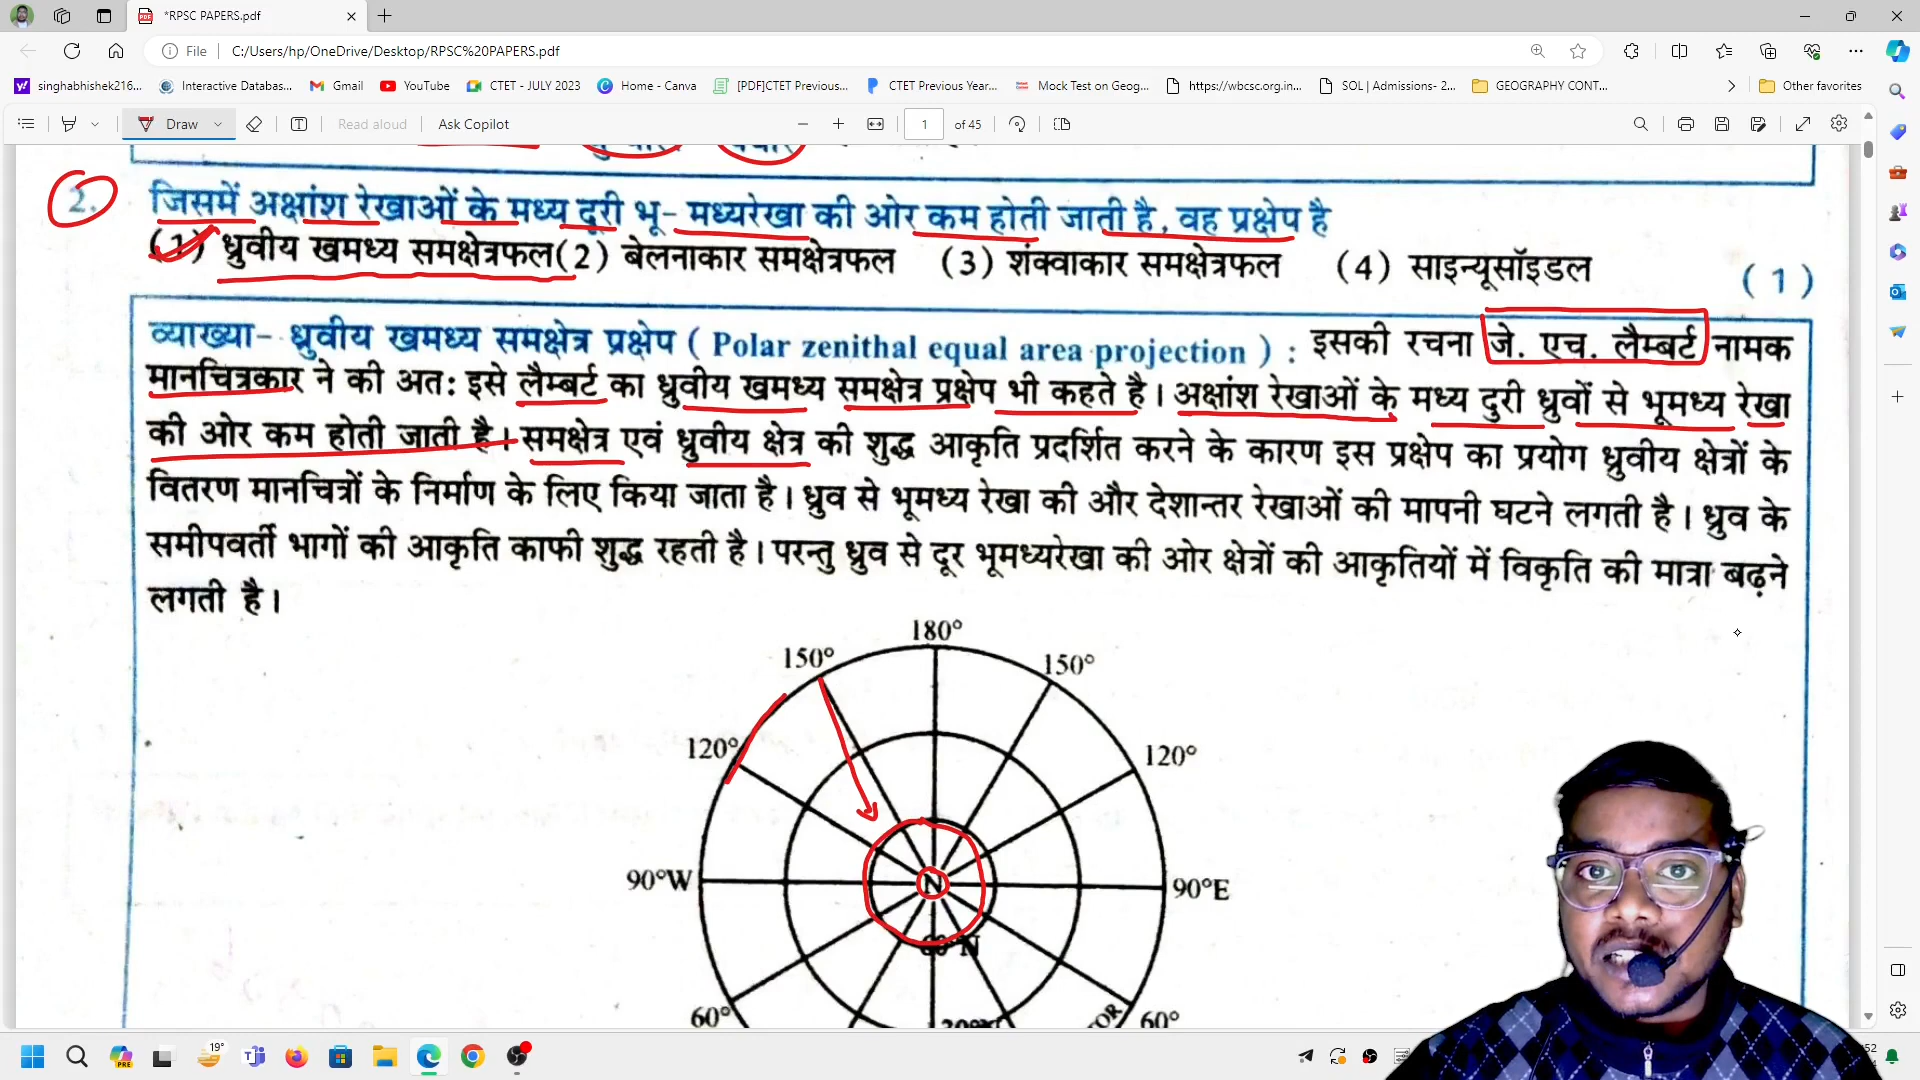 *RPSC PAPERS.pdf
File C:/Users/hp/OneDrive/Desktop/RPSC%20PAPERS.pdf
singhabhishek216... Interactive Databas... Gmail YouTube CTET - JULY 2023 Home - Canva [PDF]CTET Previous... CTET Previous Year... Mock Test on Geog... https://wbcsc.org.in... SOL | Admissions- 2... GEOGRAPHY CONT... Other favorites
Draw Read aloud Ask Copilot 1 of 45
2. जिसमें अक्षांश रेखाओं के मध्य दूरी भू- मध्यरेखा की ओर कम होती जाती है, वह प्रक्षेप है
(1) ध्रुवीय खमध्य समक्षेत्रफल(2) बेलनाकार समक्षेत्रफल (3) शंक्वाकार समक्षेत्रफल (4) साइन्यूसॉइडल
(1)
व्याख्या- ध्रुवीय खमध्य समक्षेत्र प्रक्षेप ( Polar zenithal equal area projection ) : इसकी रचना जे. एच. लैम्बर्ट नामक
मानचित्रकार ने की अतः इसे लैम्बर्ट का ध्रुवीय खमध्य समक्षेत्र प्रक्षेप भी कहते है। अक्षांश रेखाओं के मध्य दुरी ध्रुवों से भूमध्य रेखा
की ओर कम होती जाती है। समक्षेत्र एवं ध्रुवीय क्षेत्र की शुद्ध आकृति प्रदर्शित करने के कारण इस प्रक्षेप का प्रयोग ध्रुवीय क्षेत्रों के
वितरण मानचित्रों के निर्माण के लिए किया जाता है। ध्रुव से भूमध्य रेखा की और देशान्तर रेखाओं की मापनी घटने लगती है। ध्रुव के
समीपवर्ती भागों की आकृति काफी शुद्ध रहती है। परन्तु ध्रुव से दूर भूमध्यरेखा की ओर क्षेत्रों की आकृतियों में विकृति की मात्रा बढ़ने
लगती है।
180°
150° 150°
120° 120°
90°W N 90°E
60° 60°
19°